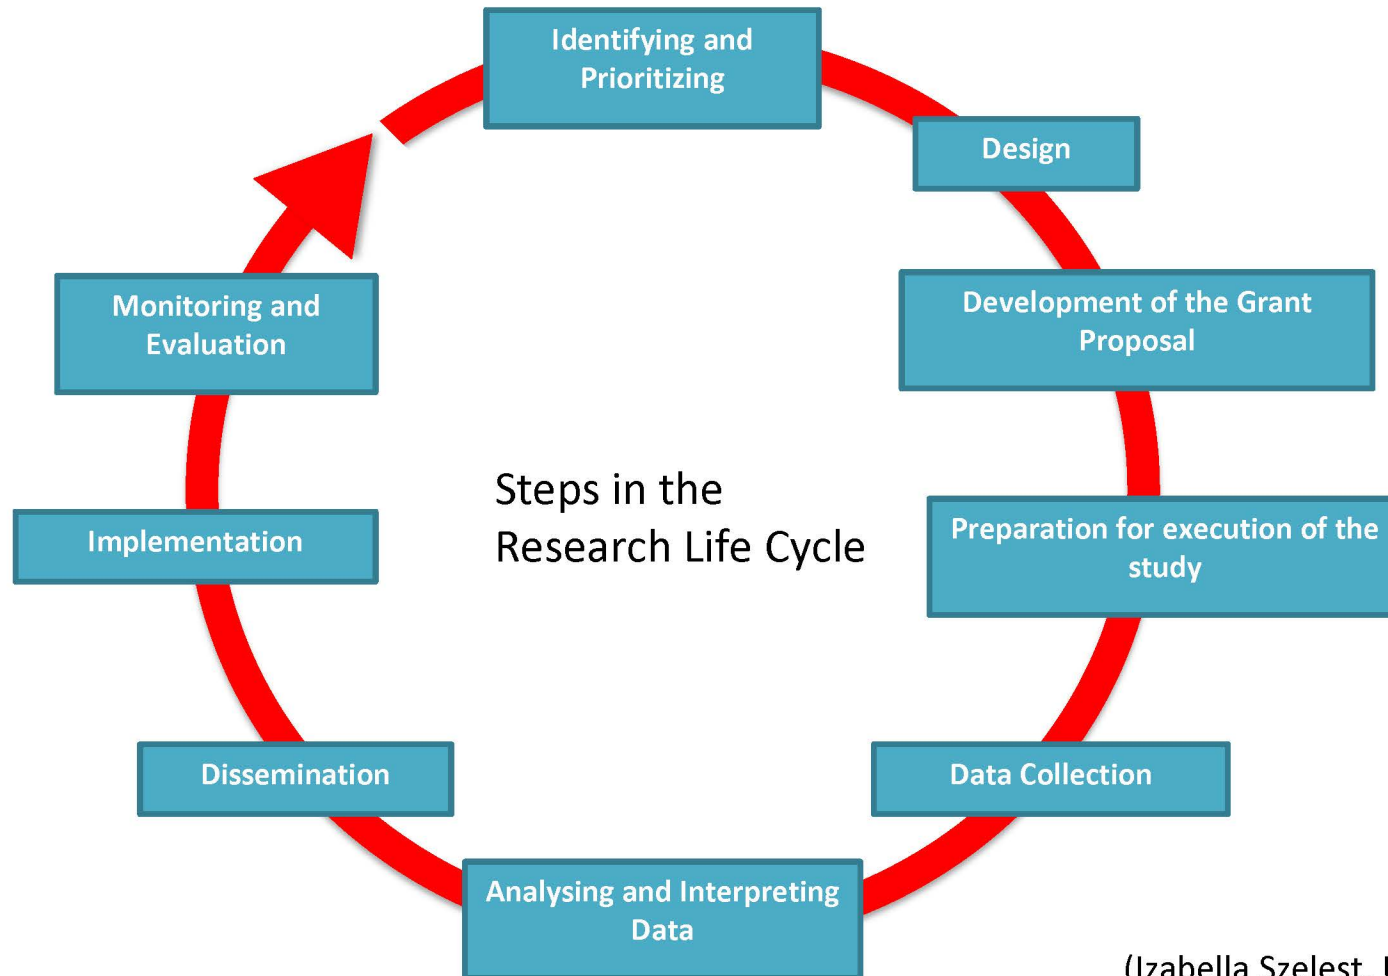 Identifying and
Prioritizing
Design
Development of the Grant
Proposal
Preparation for execution of the
study
Data Collection
Analysing and Interpreting
Data
Dissemination
Implementation
Monitoring and
Evaluation
Steps in the
Research Life Cycle
(Izabella Szelest,